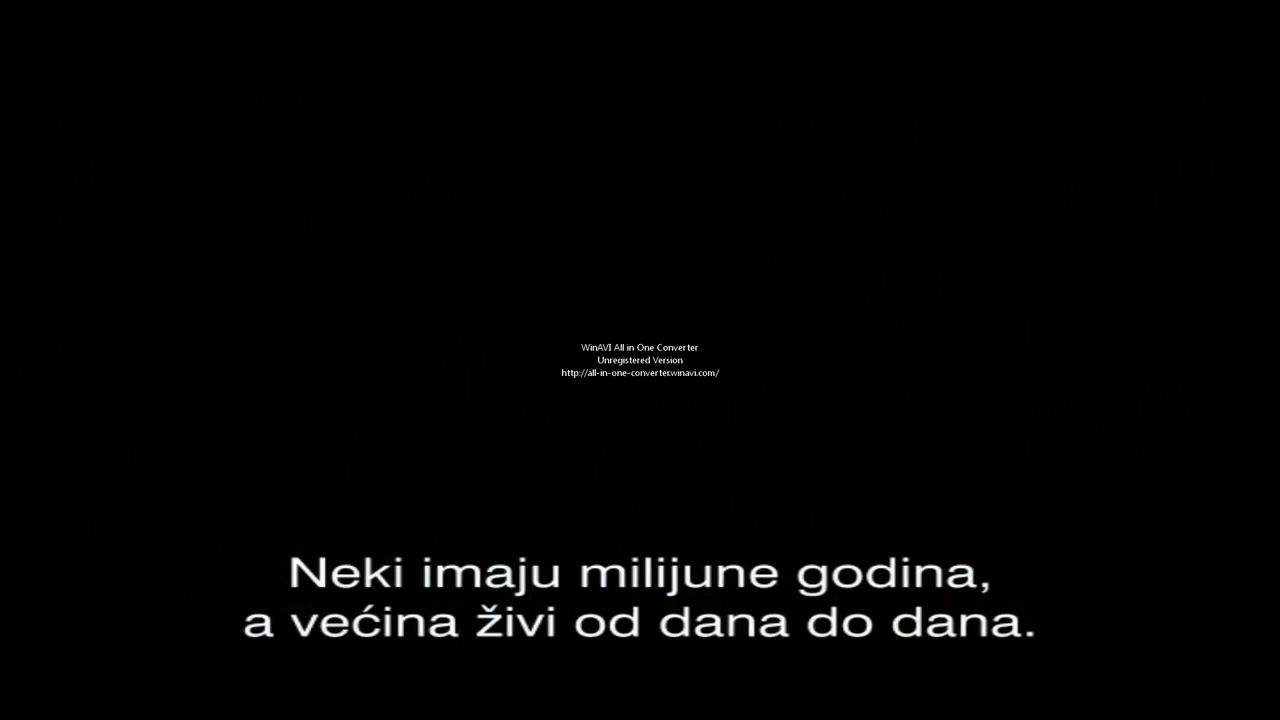 WinAVI All in One Converter
Unregistered Version
http://all-in-one-converter.winavi.com/
Neki imaju milijune godina,
a većina živi od dana do dana.